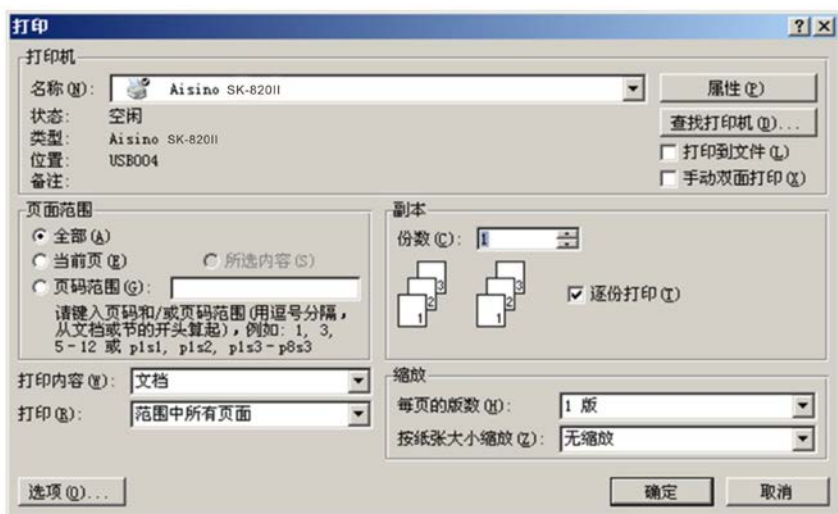 打印
打印机
名称(N): Aisino SK-820II
属性(P)
状态: 空闲
查找打印机(D)...
类型: Aisino SK-820II
位置: USB004
打印到文件(L)
备注:
手动双面打印(X)
页面范围
全部(A)
当前页(E) 所选内容(S)
页码范围(G):
请键入页码和/或页码范围(用逗号分隔,
从文档或节的开头算起),例如: 1, 3,
5-12 或 p1s1, p1s2, p1s3-p8s3
副本
份数(C): 1
3 3
2 2
1 1
逐份打印(T)
打印内容(W): 文档
打印(R): 范围中所有页面
缩放
每页的版数(H): 1 版
按纸张大小缩放(Z): 无缩放
选项(O)...
确定
取消